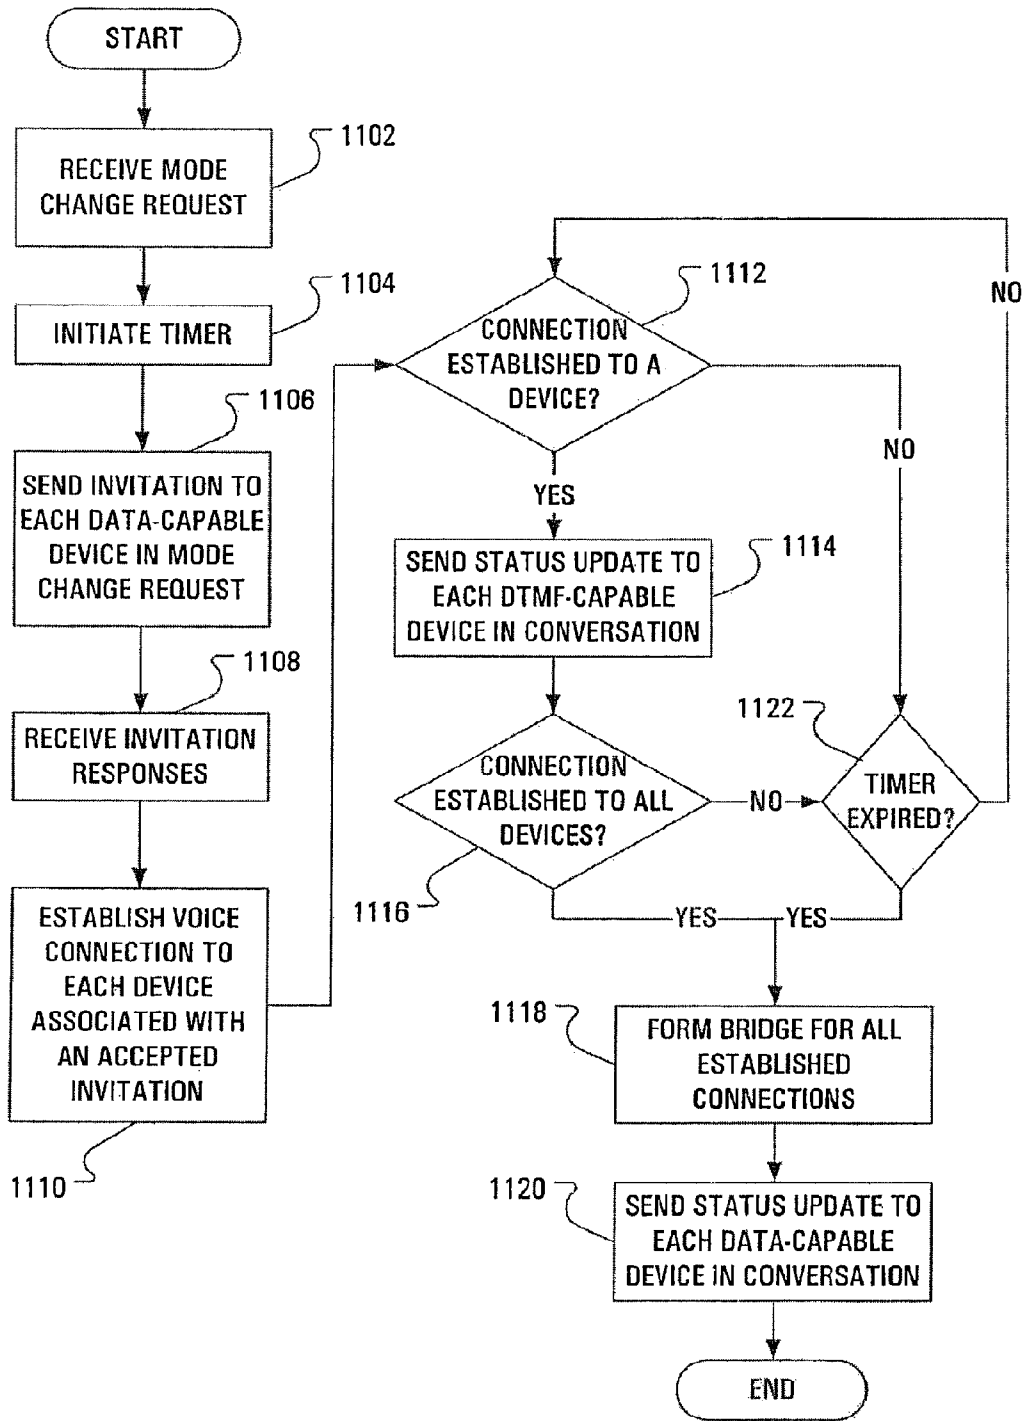 START
1102
RECEIVE MODE
CHANGE REQUEST
1104
INITIATE TIMER
1106
SEND INVITATION TO
EACH DATA-CAPABLE
DEVICE IN MODE
CHANGE REQUEST
1108
RECEIVE INVITATION
RESPONSES
ESTABLISH VOICE
CONNECTION TO
EACH DEVICE
ASSOCIATED WITH
AN ACCEPTED
INVITATION
1110
1112
CONNECTION
ESTABLISHED TO A
DEVICE?
NO
NO
YES
1114
SEND STATUS UPDATE TO
EACH DTMF-CAPABLE
DEVICE IN CONVERSATION
1116
CONNECTION
ESTABLISHED TO ALL
DEVICES?
NO
1122
TIMER
EXPIRED?
YES
YES
1118
FORM BRIDGE FOR ALL
ESTABLISHED
CONNECTIONS
1120
SEND STATUS UPDATE TO
EACH DATA-CAPABLE
DEVICE IN CONVERSATION
END